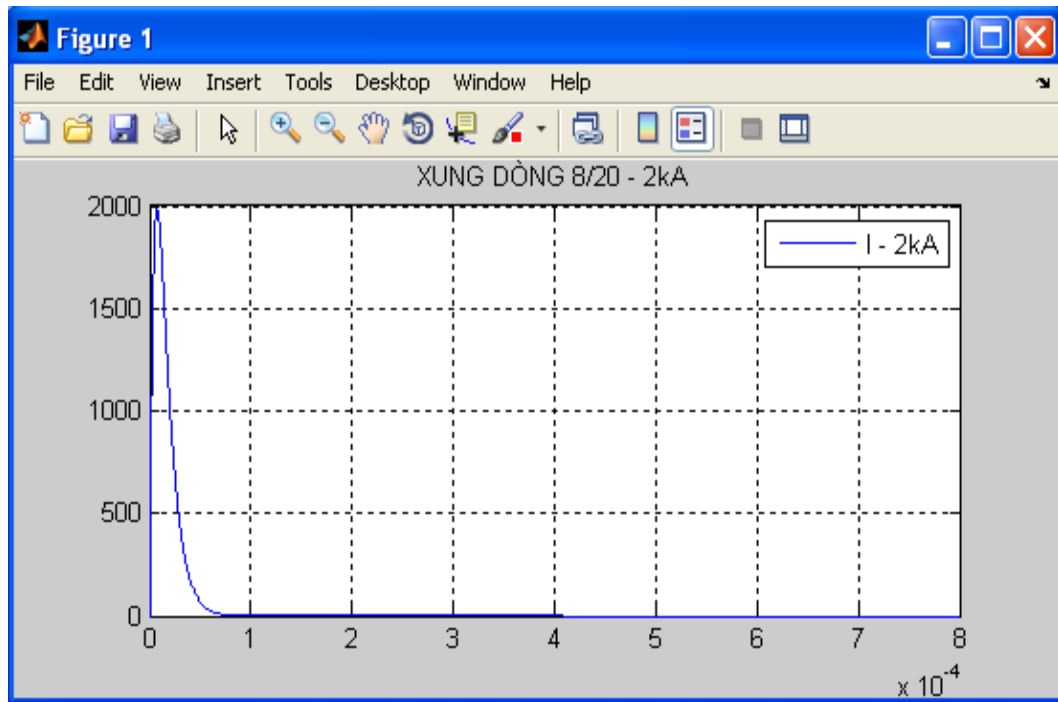 Figure 1
File Edit View Insert Tools Desktop Window Help
XUNG DÒNG 8/20 - 2kA
I - 2kA
2000
1500
1000
500
0
0 1 2 3 4 5 6 7 8
x 10⁻⁴